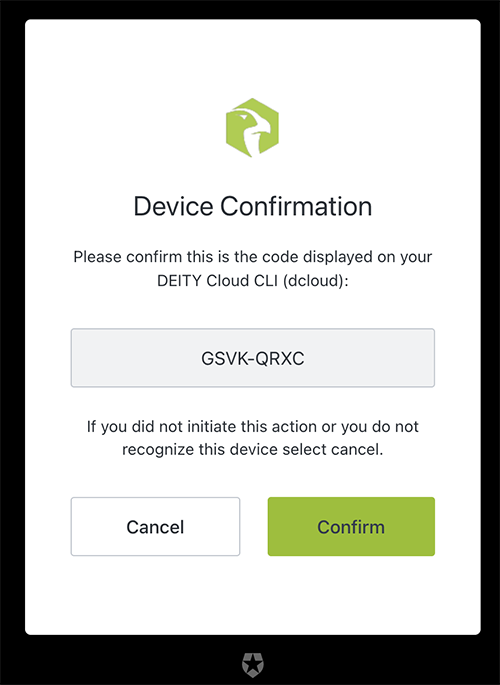 Device Confirmation
Please confirm this is the code displayed on your
DEITY Cloud CLI (dcloud):
GSVK-QRXC
If you did not initiate this action or you do not
recognize this device select cancel.
Cancel
Confirm